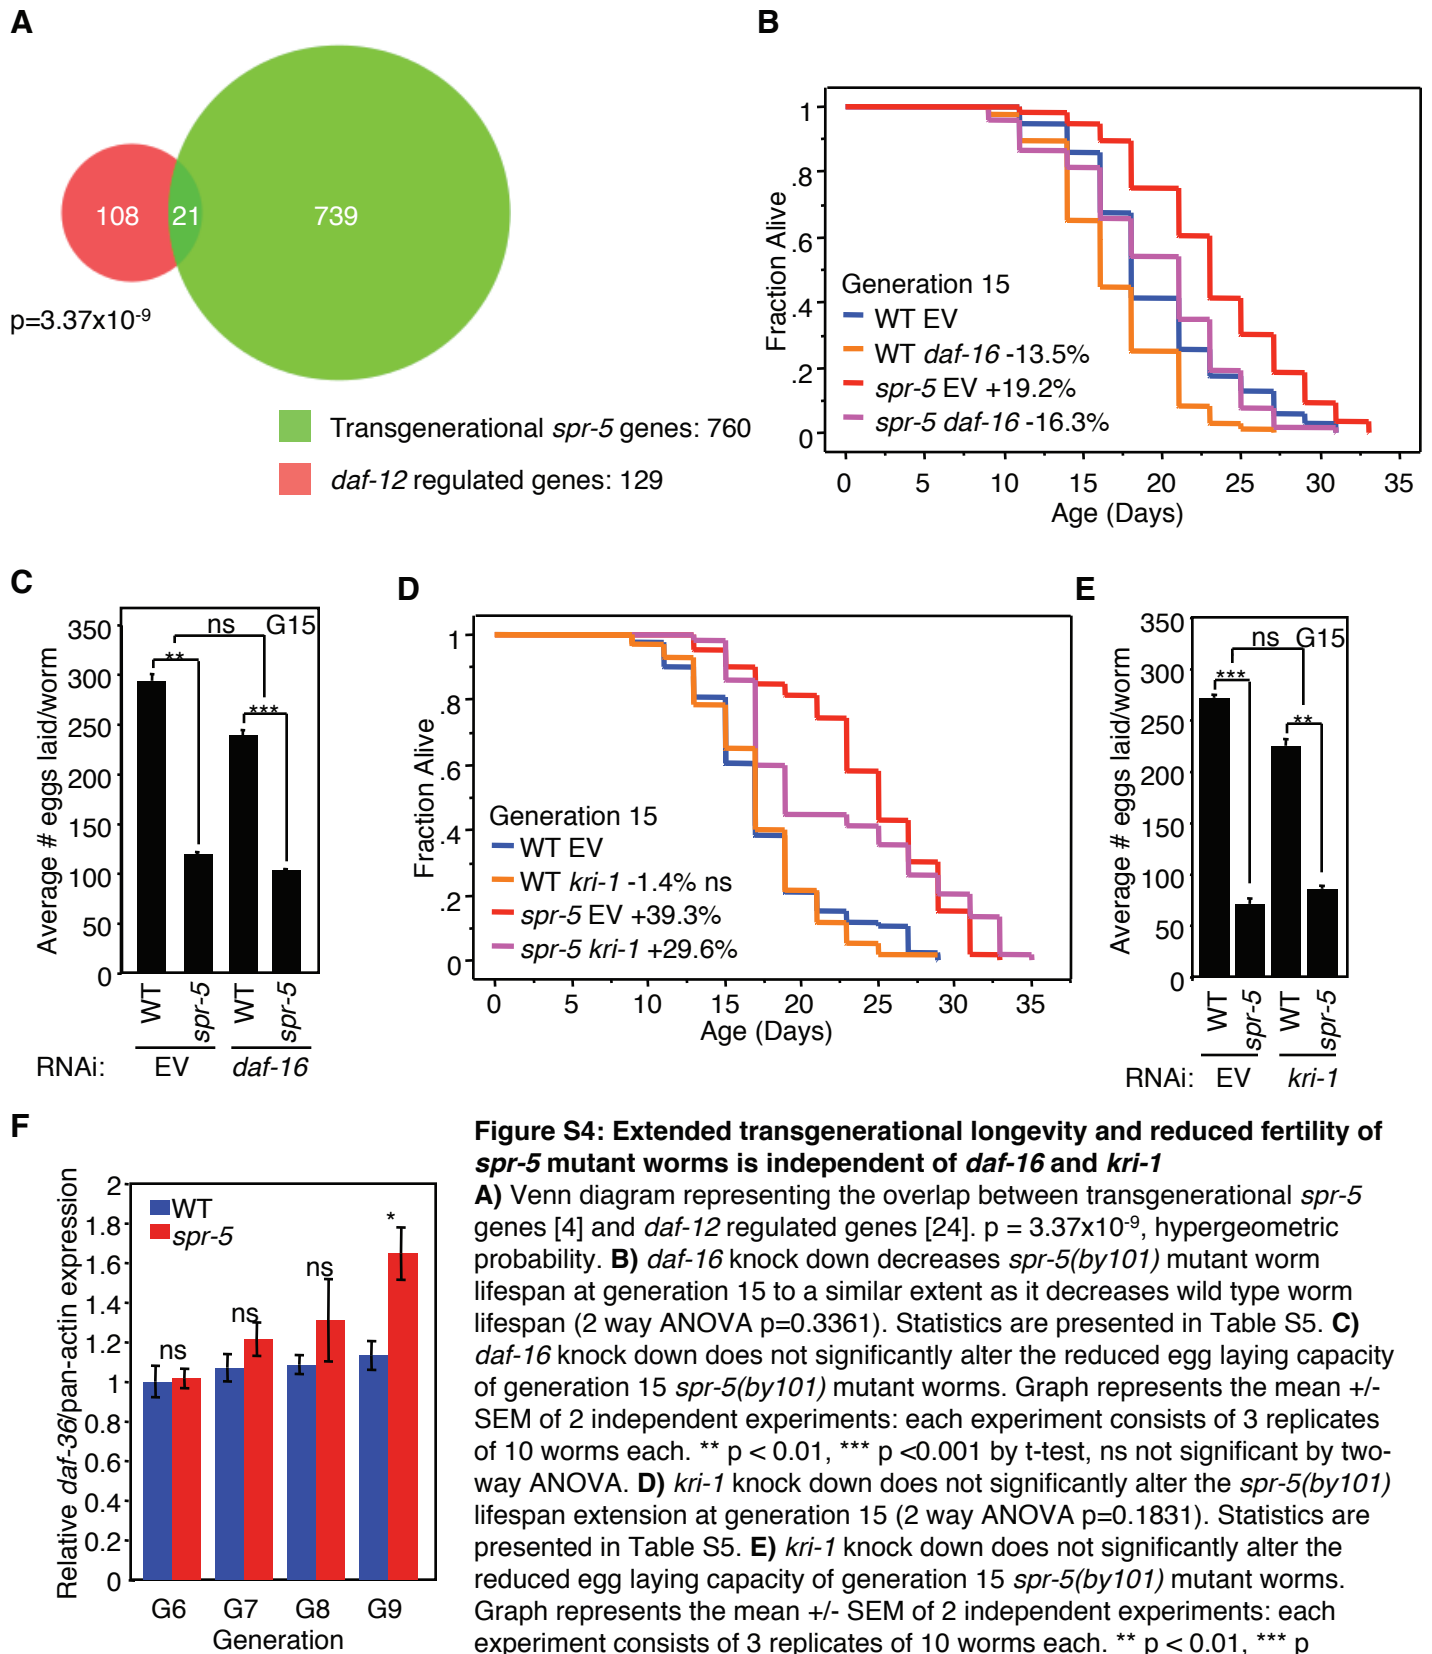 A
108
21
739
p=3.37x10-9
Transgenerational spr-5 genes: 760
daf-12 regulated genes: 129
B
Fraction Alive
1
.8
.6
.4
.2
0
Generation 15
WT EV
WT daf-16 -13.5%
spr-5 EV +19.2%
spr-5 daf-16 -16.3%
0 5 10 15 20 25 30 35
Age (Days)
C
Average # eggs laid/worm
350
300
250
200
150
100
50
0
ns
G15
**
***
WT spr-5 WT spr-5
RNAi: EV daf-16
D
Fraction Alive
1
.8
.6
.4
.2
0
Generation 15
WT EV
WT kri-1 -1.4% ns
spr-5 EV +39.3%
spr-5 kri-1 +29.6%
0 5 10 15 20 25 30 35
Age (Days)
E
Average # eggs laid/worm
350
300
250
200
150
100
50
0
ns G15
***
**
WT spr-5 WT spr-5
RNAi: EV kri-1
F
Relative daf-36/pan-actin expression
2
1.8
1.6
1.4
1.2
1
0.8
0.6
0.4
0.2
0
WT
spr-5
ns
ns
ns
*
G6 G7 G8 G9
Generation
Figure S4: Extended transgenerational longevity and reduced fertility of
spr-5 mutant worms is independent of daf-16 and kri-1
A) Venn diagram representing the overlap between transgenerational spr-5
genes [4] and daf-12 regulated genes [24]. p = 3.37x10-9, hypergeometric
probability. B) daf-16 knock down decreases spr-5(by101) mutant worm
lifespan at generation 15 to a similar extent as it decreases wild type worm
lifespan (2 way ANOVA p=0.3361). Statistics are presented in Table S5. C)
daf-16 knock down does not significantly alter the reduced egg laying capacity
of generation 15 spr-5(by101) mutant worms. Graph represents the mean +/-
SEM of 2 independent experiments: each experiment consists of 3 replicates
of 10 worms each. ** p < 0.01, *** p <0.001 by t-test, ns not significant by two-
way ANOVA. D) kri-1 knock down does not significantly alter the spr-5(by101)
lifespan extension at generation 15 (2 way ANOVA p=0.1831). Statistics are
presented in Table S5. E) kri-1 knock down does not significantly alter the
reduced egg laying capacity of generation 15 spr-5(by101) mutant worms.
Graph represents the mean +/- SEM of 2 independent experiments: each
experiment consists of 3 replicates of 10 worms each. ** p < 0.01, *** p